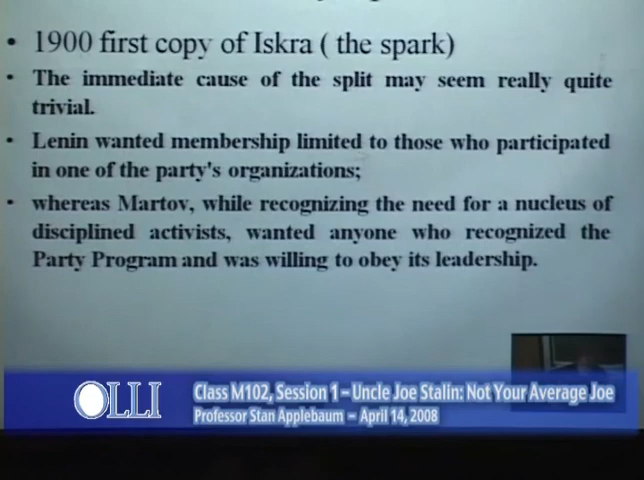 • 1900 first copy of Iskra ( the spark)
• The immediate cause of the split may seem really quite
trivial.
• Lenin wanted membership limited to those who participated
in one of the party's organizations;
• whereas Martov, while recognizing the need for a nucleus of
disciplined activists, wanted anyone who recognized the
Party Program and was willing to obey its leadership.
OLLI
Class M102, Session 1 – Uncle Joe Stalin: Not Your Average Joe
Professor Stan Applebaum – April 14, 2008